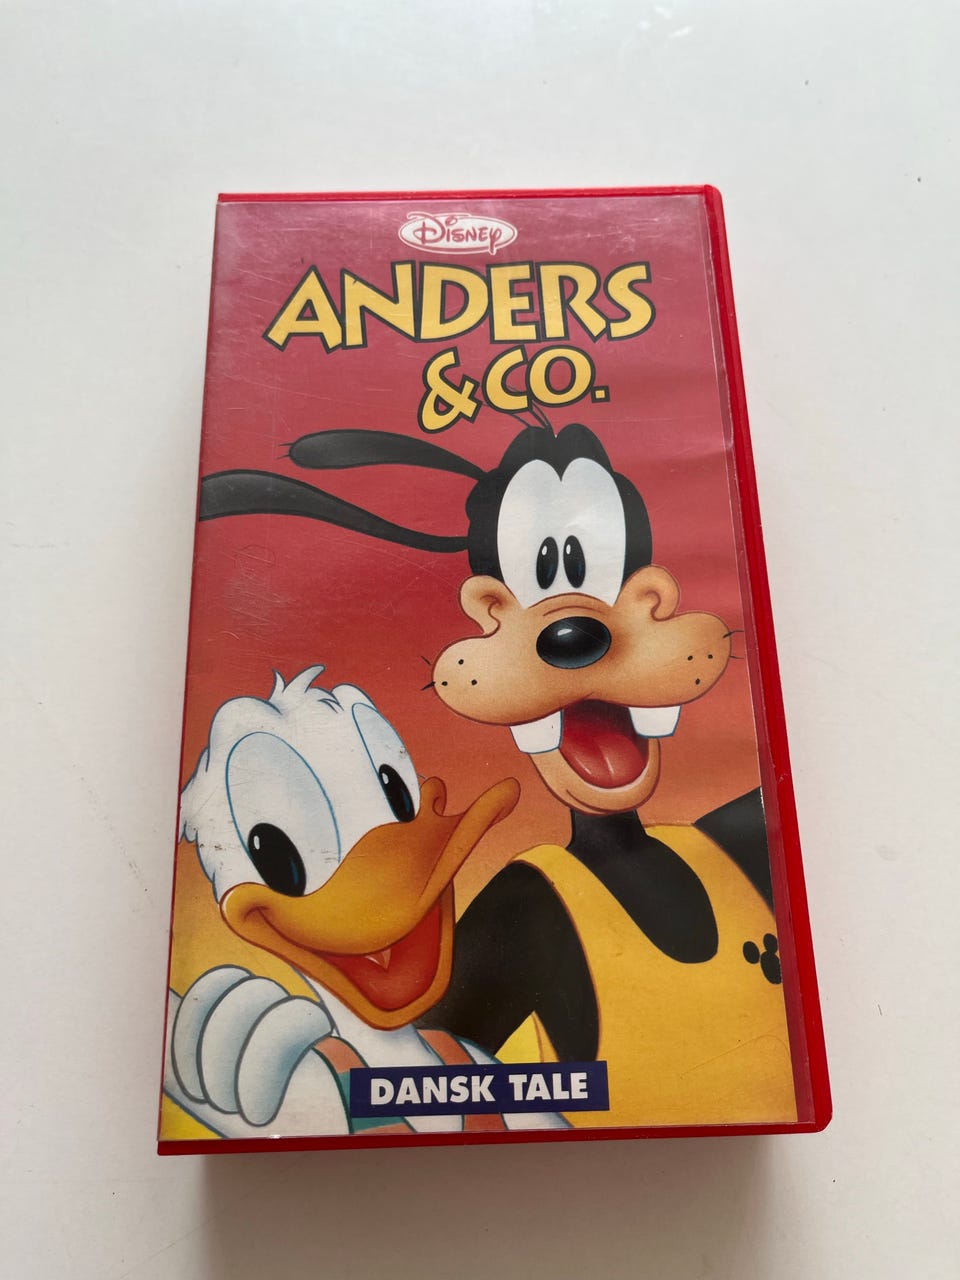 Disney
ANDERS
& CO.
DANSK TALE